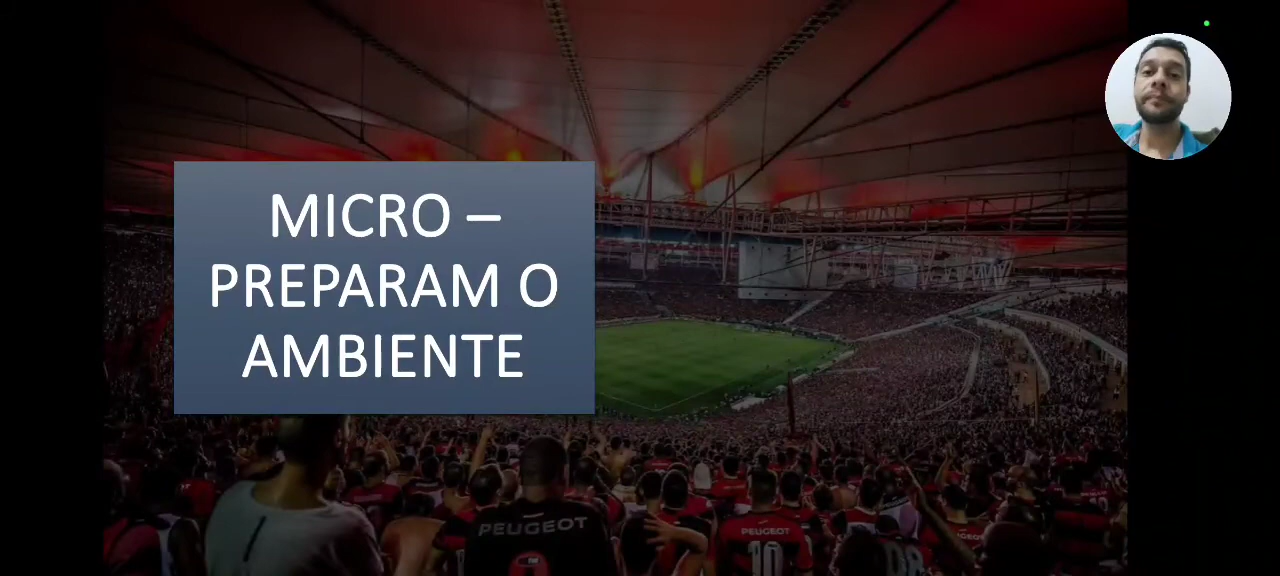 MICRO –
PREPARAM O
AMBIENTE
PEUGEOT
PEUGEOT
10